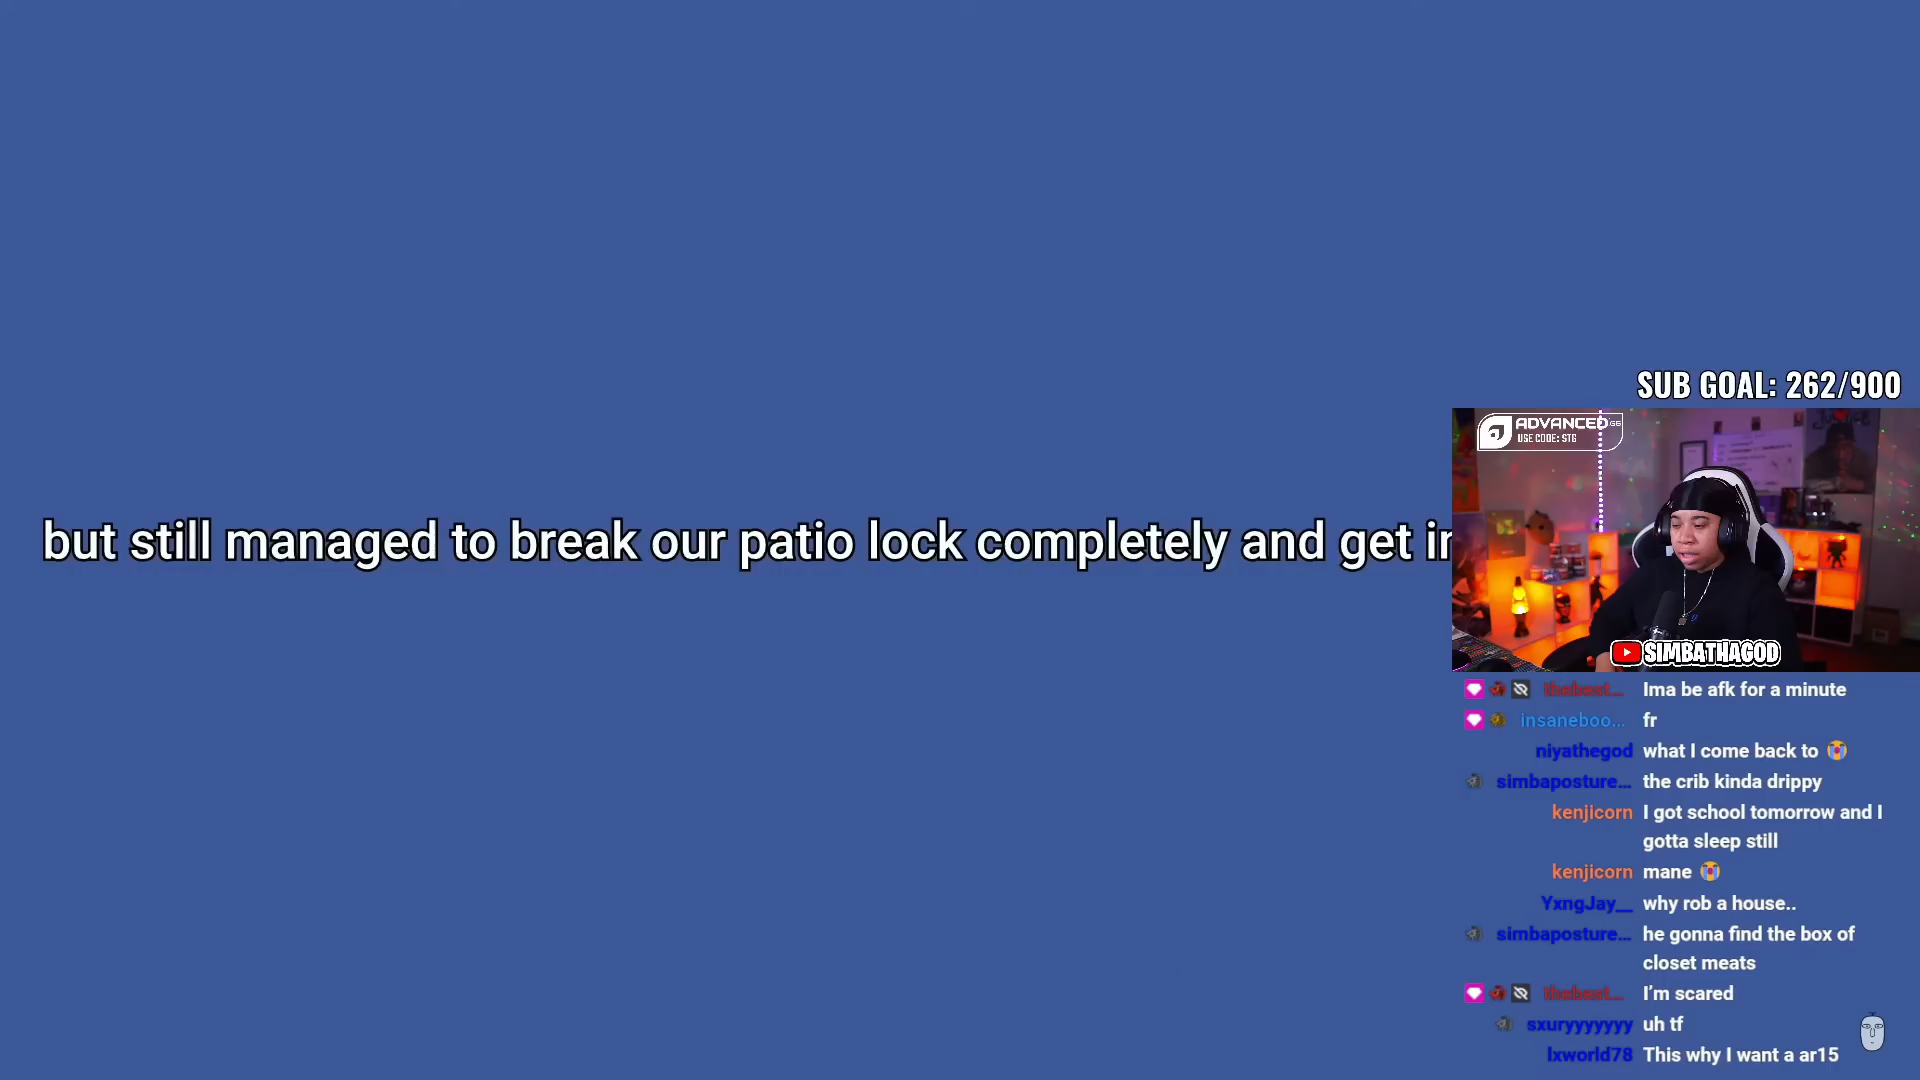 SUB GOAL: 262/900
ADVANCED.GG
USE CODE: STG
but still managed to break our patio lock completely and get
SIMBATHAGOD
thebest... Ima be afk for a minute
insaneboo... fr
niyathegod what I come back to 😭
simbaposture... the crib kinda drippy
kenjicorn I got school tomorrow and I
gotta sleep still
kenjicorn mane 😭
YxngJay__ why rob a house..
simbaposture... he gonna find the box of
closet meats
thebest... I'm scared
sxuryyyyyyy uh tf
lxworld78 This why I want a ar15